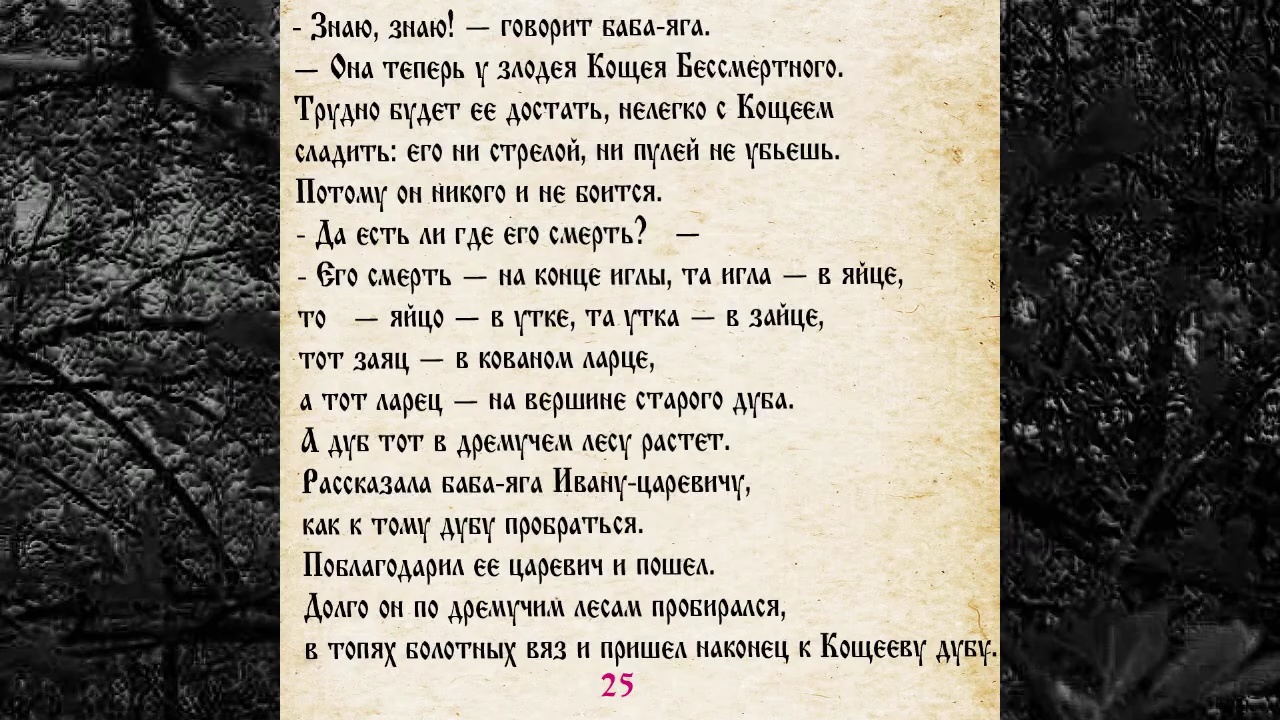 - Знаю, знаю! — говорит баба-яга.
— Она теперь у злодея Кощея Бессмертного.
Трудно будет ее достать, нелегко с Кощеем
сладить: его ни стрелой, ни пулей не убьешь.
Потому он никого и не боится.
- Да есть ли где его смерть? —
- Его смерть — на конце иглы, та игла — в яйце,
то — яйцо — в утке, та утка — в зайце,
тот заяц — в кованом ларце,
а тот ларец — на вершине старого дуба.
А дуб тот в дремучем лесу растет.
Рассказала баба-яга Ивану-царевичу,
как к тому дубу пробраться.
Поблагодарил ее царевич и пошел.
Долго он по дремучим лесам пробирался,
в топях болотных вяз и пришел наконец к Кощееву дубу.
25